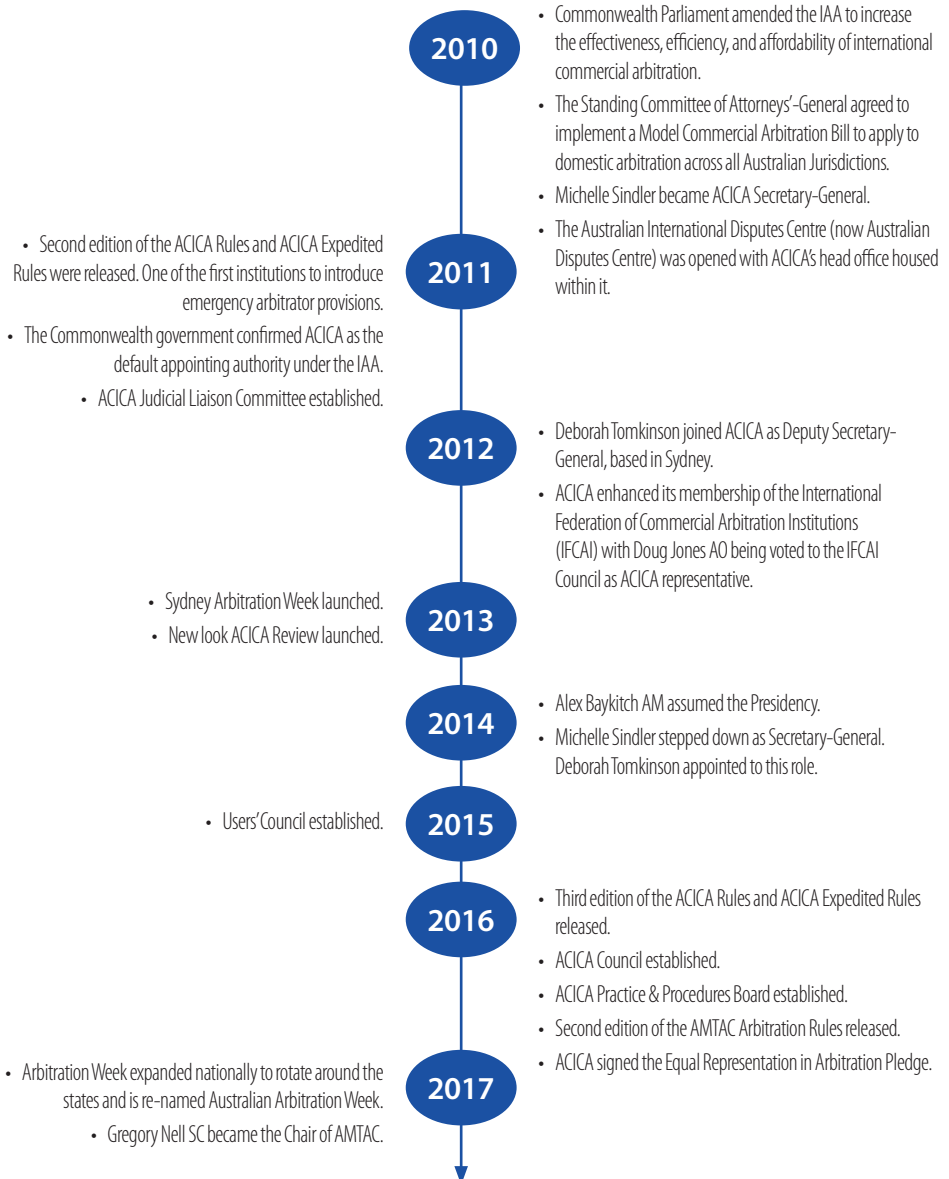 2010
• Commonwealth Parliament amended the IAA to increase
the effectiveness, efficiency, and affordability of international
commercial arbitration.
• The Standing Committee of Attorneys'-General agreed to
implement a Model Commercial Arbitration Bill to apply to
domestic arbitration across all Australian Jurisdictions.
• Michelle Sindler became ACICA Secretary-General.
• The Australian International Disputes Centre (now Australian
Disputes Centre) was opened with ACICA's head office housed
within it.
2011
• Second edition of the ACICA Rules and ACICA Expedited
Rules were released. One of the first institutions to introduce
emergency arbitrator provisions.
• The Commonwealth government confirmed ACICA as the
default appointing authority under the IAA.
• ACICA Judicial Liaison Committee established.
2012
• Deborah Tomkinson joined ACICA as Deputy Secretary-
General, based in Sydney.
• ACICA enhanced its membership of the International
Federation of Commercial Arbitration Institutions
(IFCAI) with Doug Jones AO being voted to the IFCAI
Council as ACICA representative.
2013
• Sydney Arbitration Week launched.
• New look ACICA Review launched.
2014
• Alex Baykitch AM assumed the Presidency.
• Michelle Sindler stepped down as Secretary-General.
Deborah Tomkinson appointed to this role.
2015
• Users' Council established.
2016
• Third edition of the ACICA Rules and ACICA Expedited Rules
released.
• ACICA Council established.
• ACICA Practice & Procedures Board established.
• Second edition of the AMTAC Arbitration Rules released.
• ACICA signed the Equal Representation in Arbitration Pledge.
2017
• Arbitration Week expanded nationally to rotate around the
states and is re-named Australian Arbitration Week.
• Gregory Nell SC became the Chair of AMTAC.